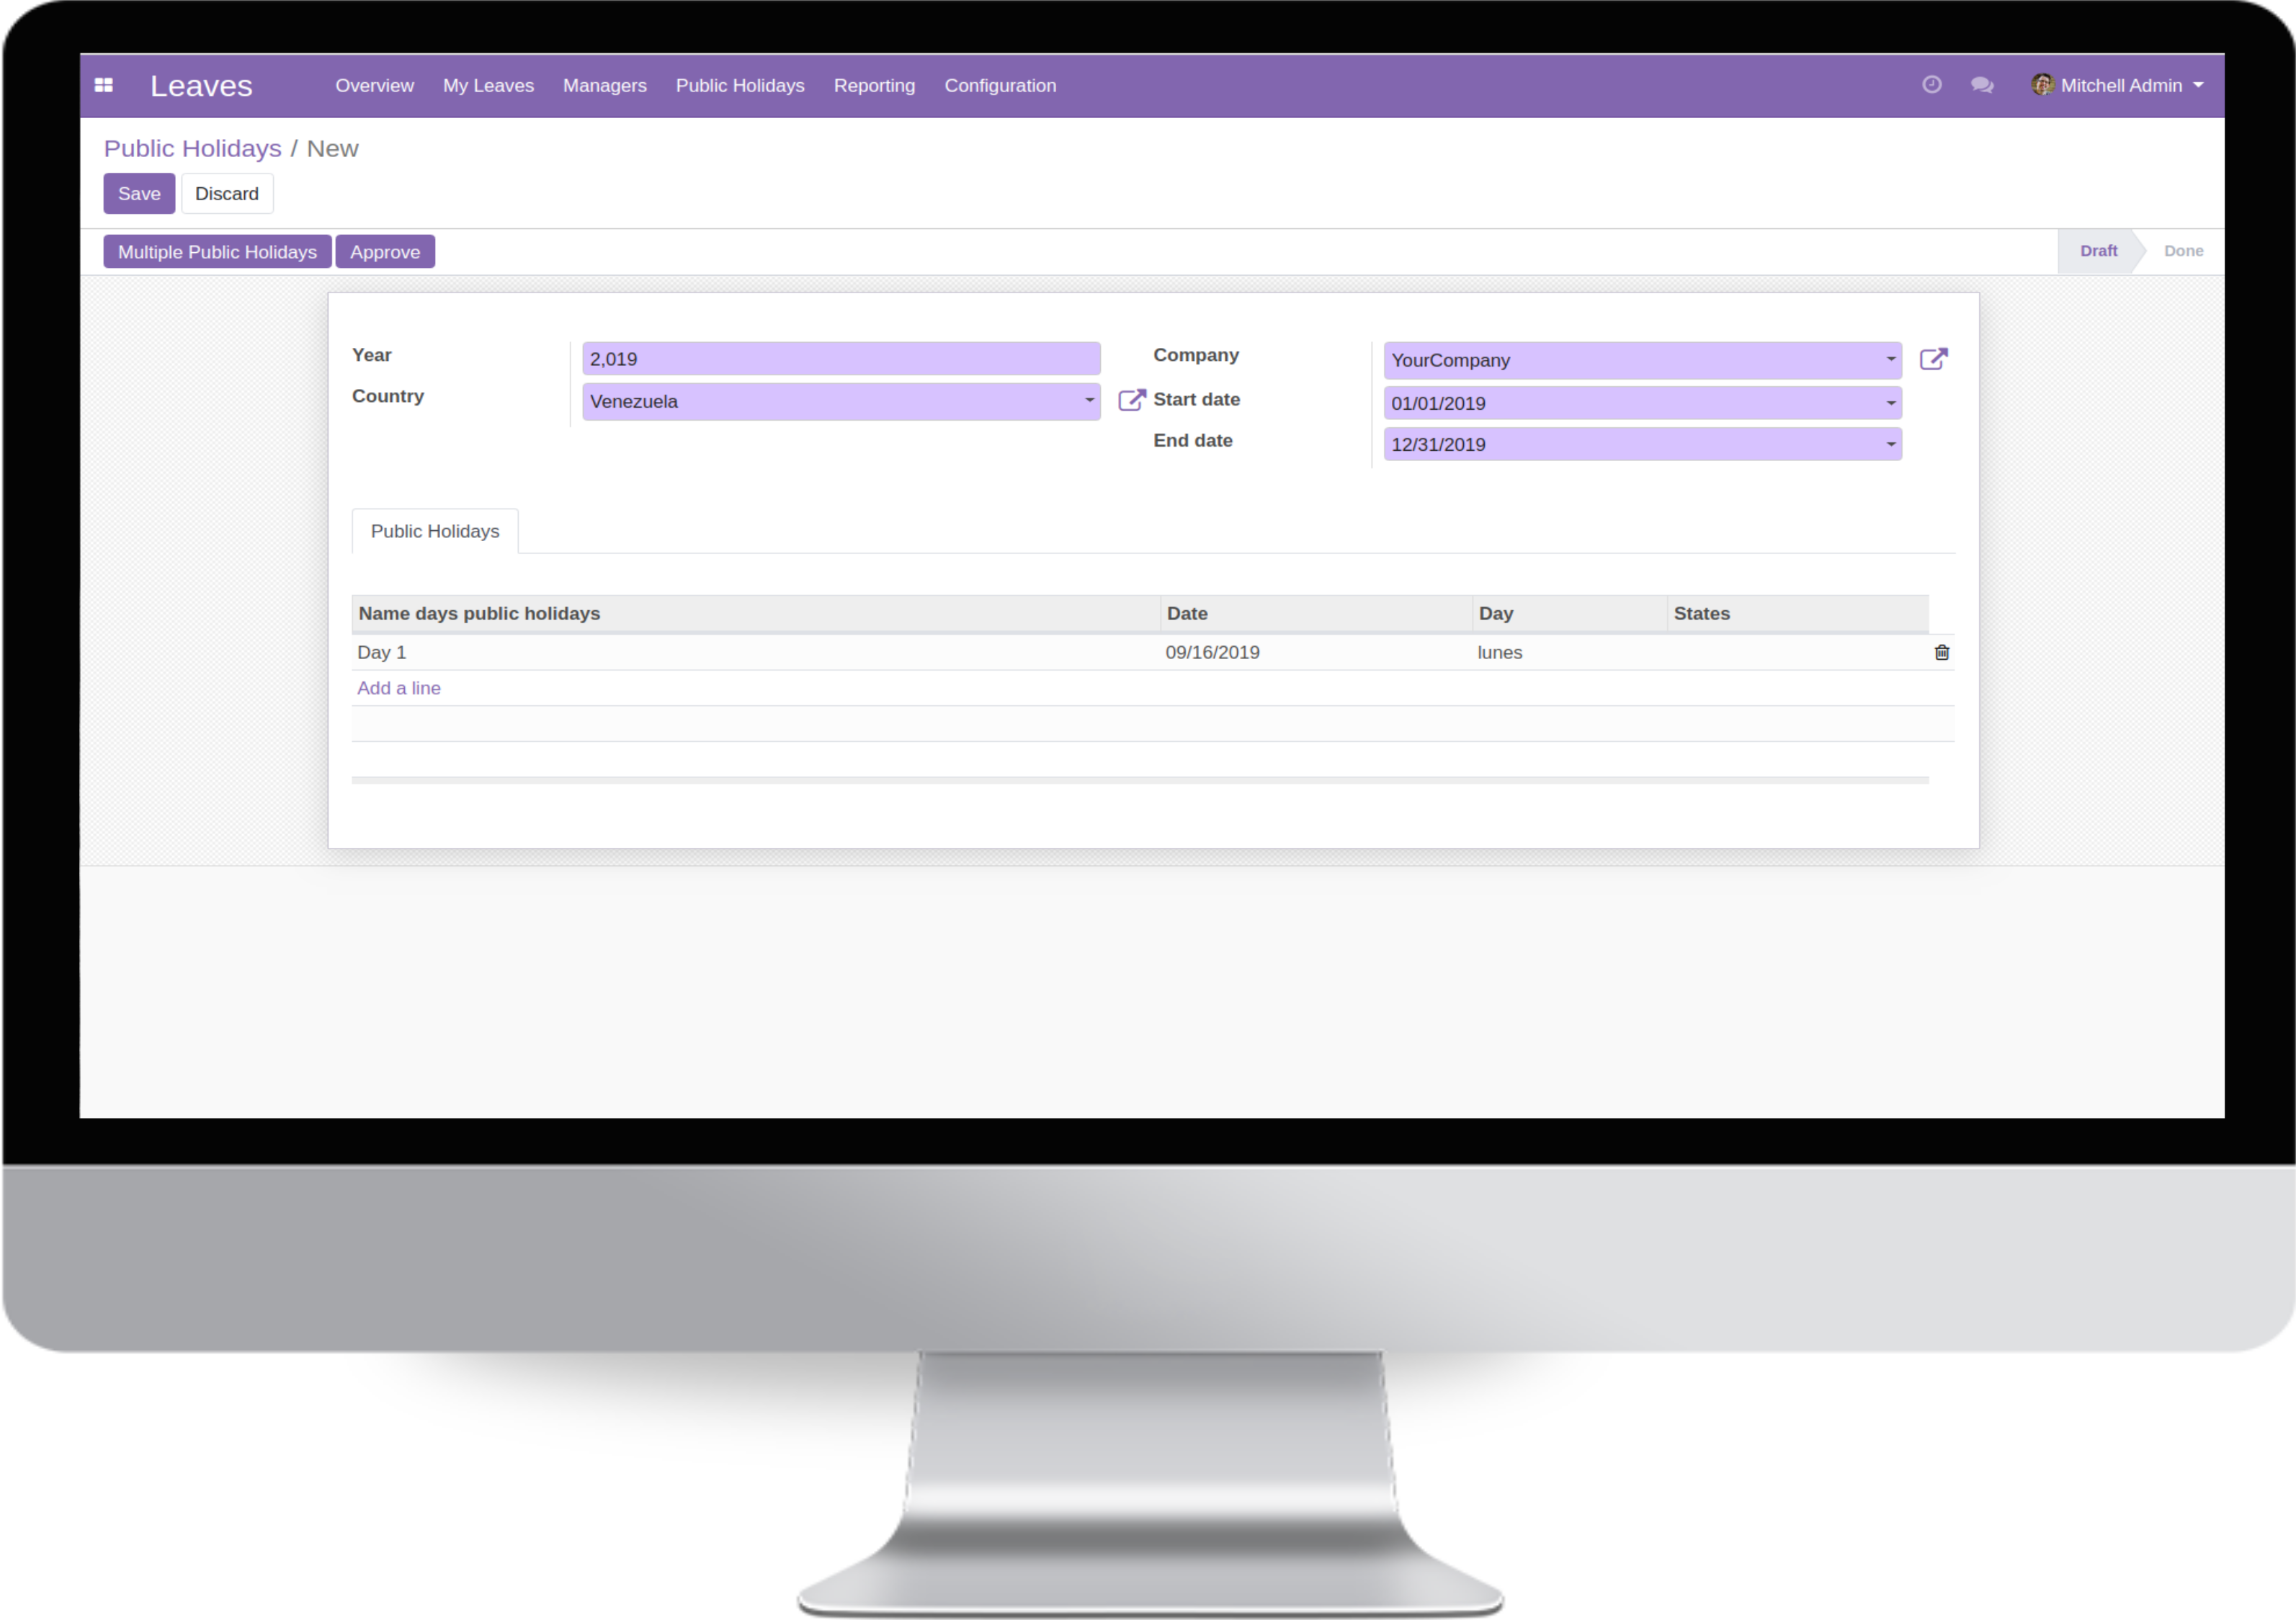 Leaves Overview My Leaves Managers Public Holidays Reporting Configuration Mitchell Admin
Public Holidays / New
Save Discard
Multiple Public Holidays Approve Draft Done
Year 2,019 Company YourCompany
Country Venezuela Start date 01/01/2019
End date 12/31/2019
Public Holidays
Name days public holidays Date Day States
Day 1 09/16/2019 lunes
Add a line